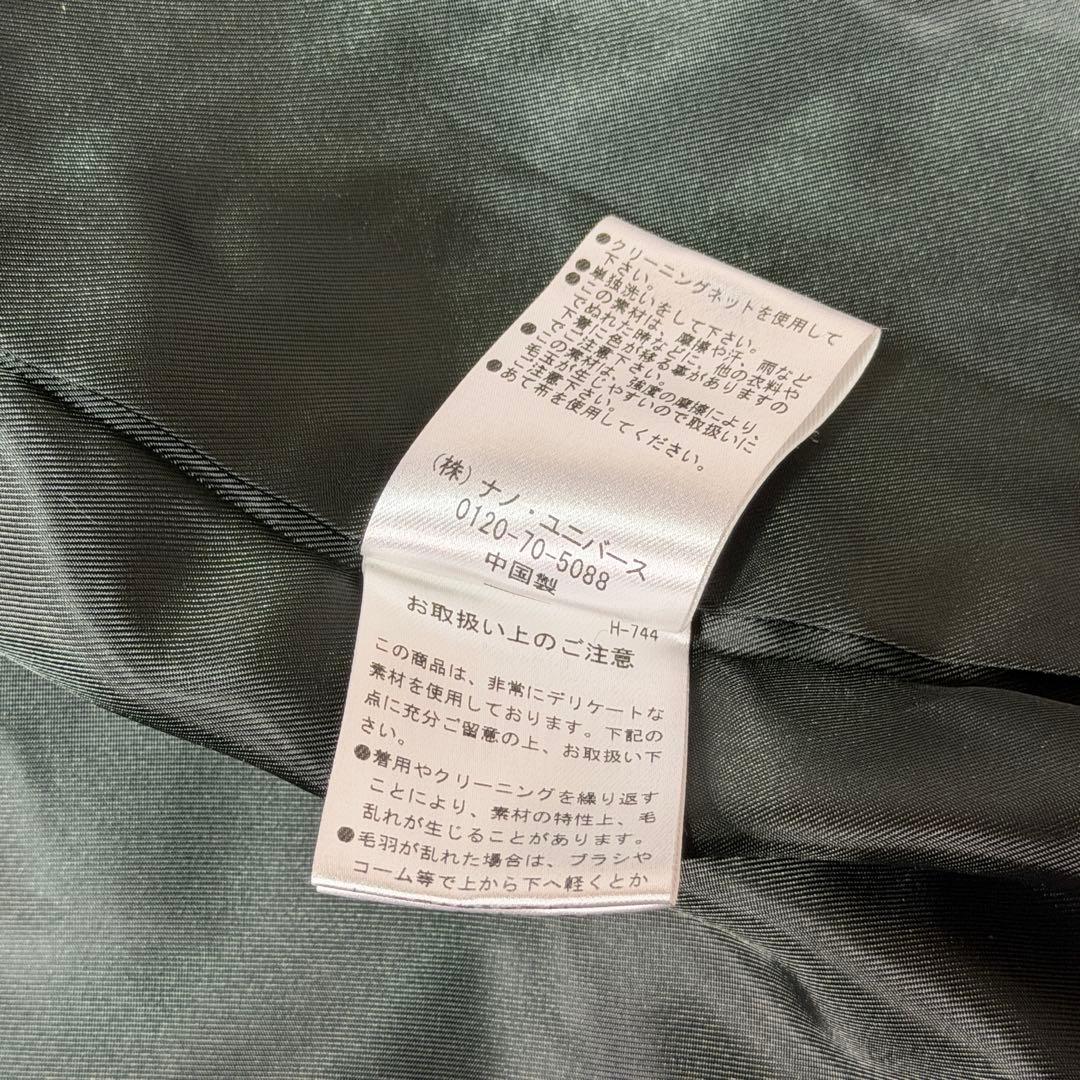 ●クリーニングネットを使用して
下さい。
●単独洗いをして下さい。
●この素材は、摩擦や汗、雨など
でぬれた時などに、他の衣料や
下着に色が移る事がありますの
でご注意下さい。
●この素材は、強度の摩擦により、
毛玉が生じやすいので取扱いに
ご注意下さい。
●あて布を使用してください。
(株)ナノ・ユニバース
0120-70-5088
中国製
H-744
お取扱い上のご注意
この商品は、非常にデリケートな
素材を使用しております。下記の
点に充分ご留意の上、お取扱い下
さい。
●着用やクリーニングを繰り返す
ことにより、素材の特性上、毛
乱れが生じることがあります。
●毛羽が乱れた場合は、ブラシや
コーム等で上から下へ軽くとか